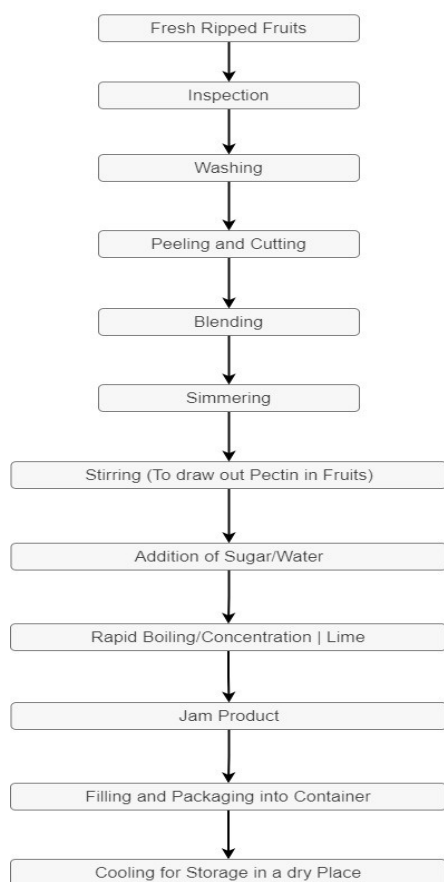 Fresh Ripped Fruits
Inspection
Washing
Peeling and Cutting
Blending
Simmering
Stirring (To draw out Pectin in Fruits)
Addition of Sugar/Water
Rapid Boiling/Concentration | Lime
Jam Product
Filling and Packaging into Container
Cooling for Storage in a dry Place